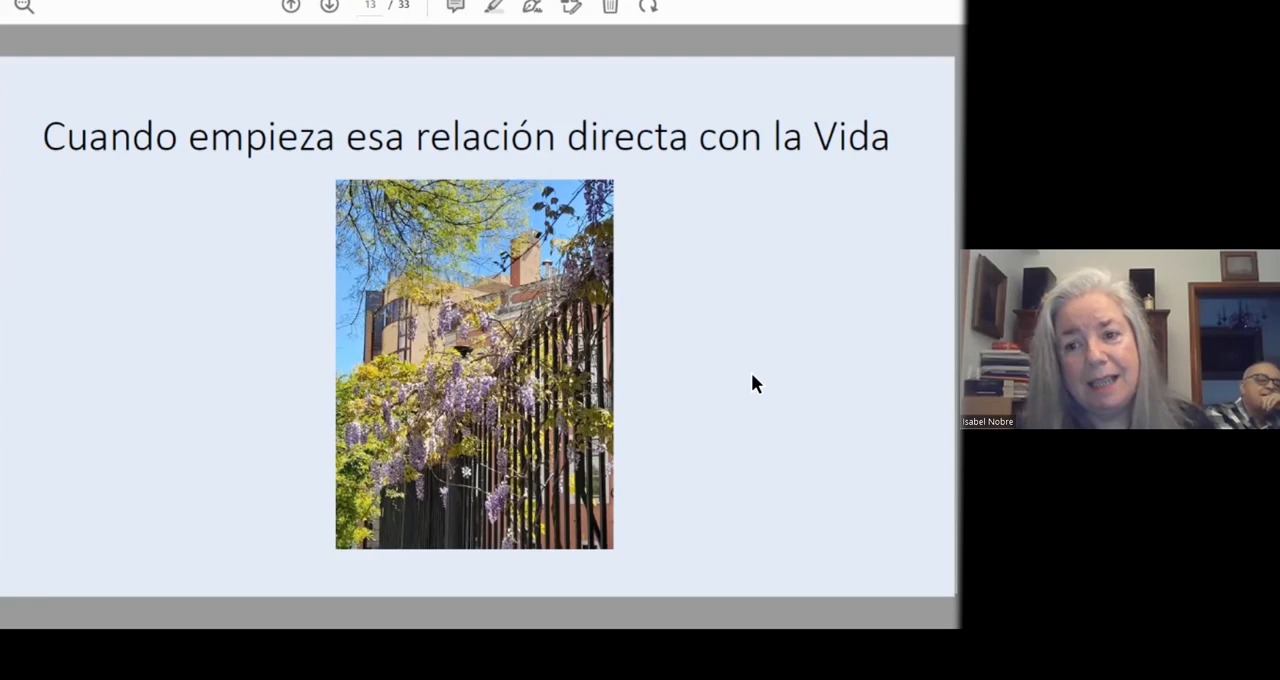 13 / 33
Cuando empieza esa relación directa con la Vida
Isabel Nobre